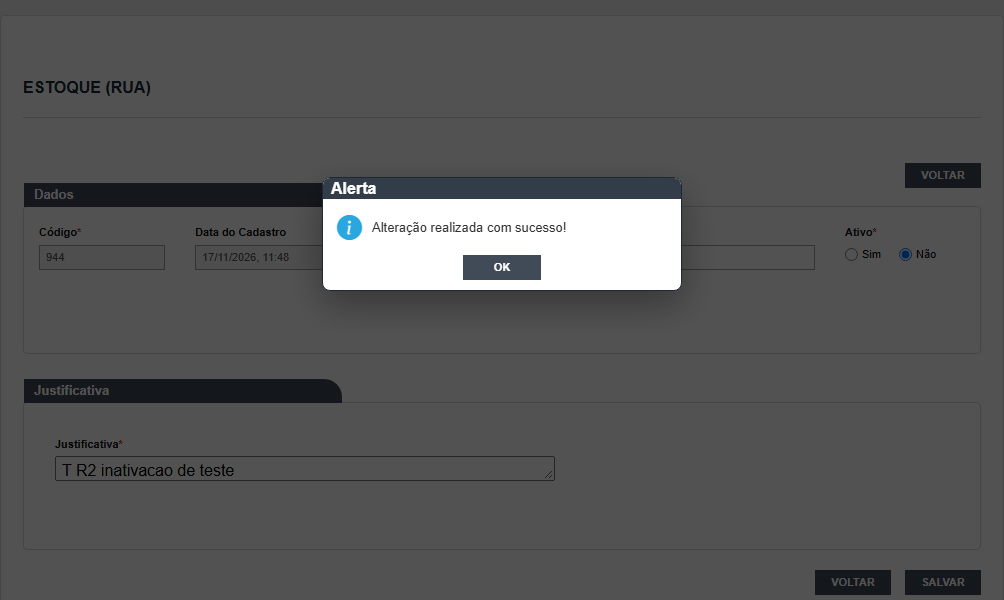 ESTOQUE (RUA)
VOLTAR
Dados
Código*
Data do Cadastro
Ativo*
944
17/11/2026, 11:48
Sim
Não
Alerta
i
Alteração realizada com sucesso!
OK
Justificativa
Justificativa*
T R2 inativacao de teste
VOLTAR
SALVAR